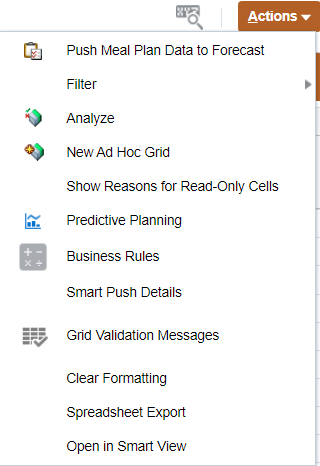 Actions
Push Meal Plan Data to Forecast
Filter
Analyze
New Ad Hoc Grid
Show Reasons for Read-Only Cells
Predictive Planning
Business Rules
Smart Push Details
Grid Validation Messages
Clear Formatting
Spreadsheet Export
Open in Smart View